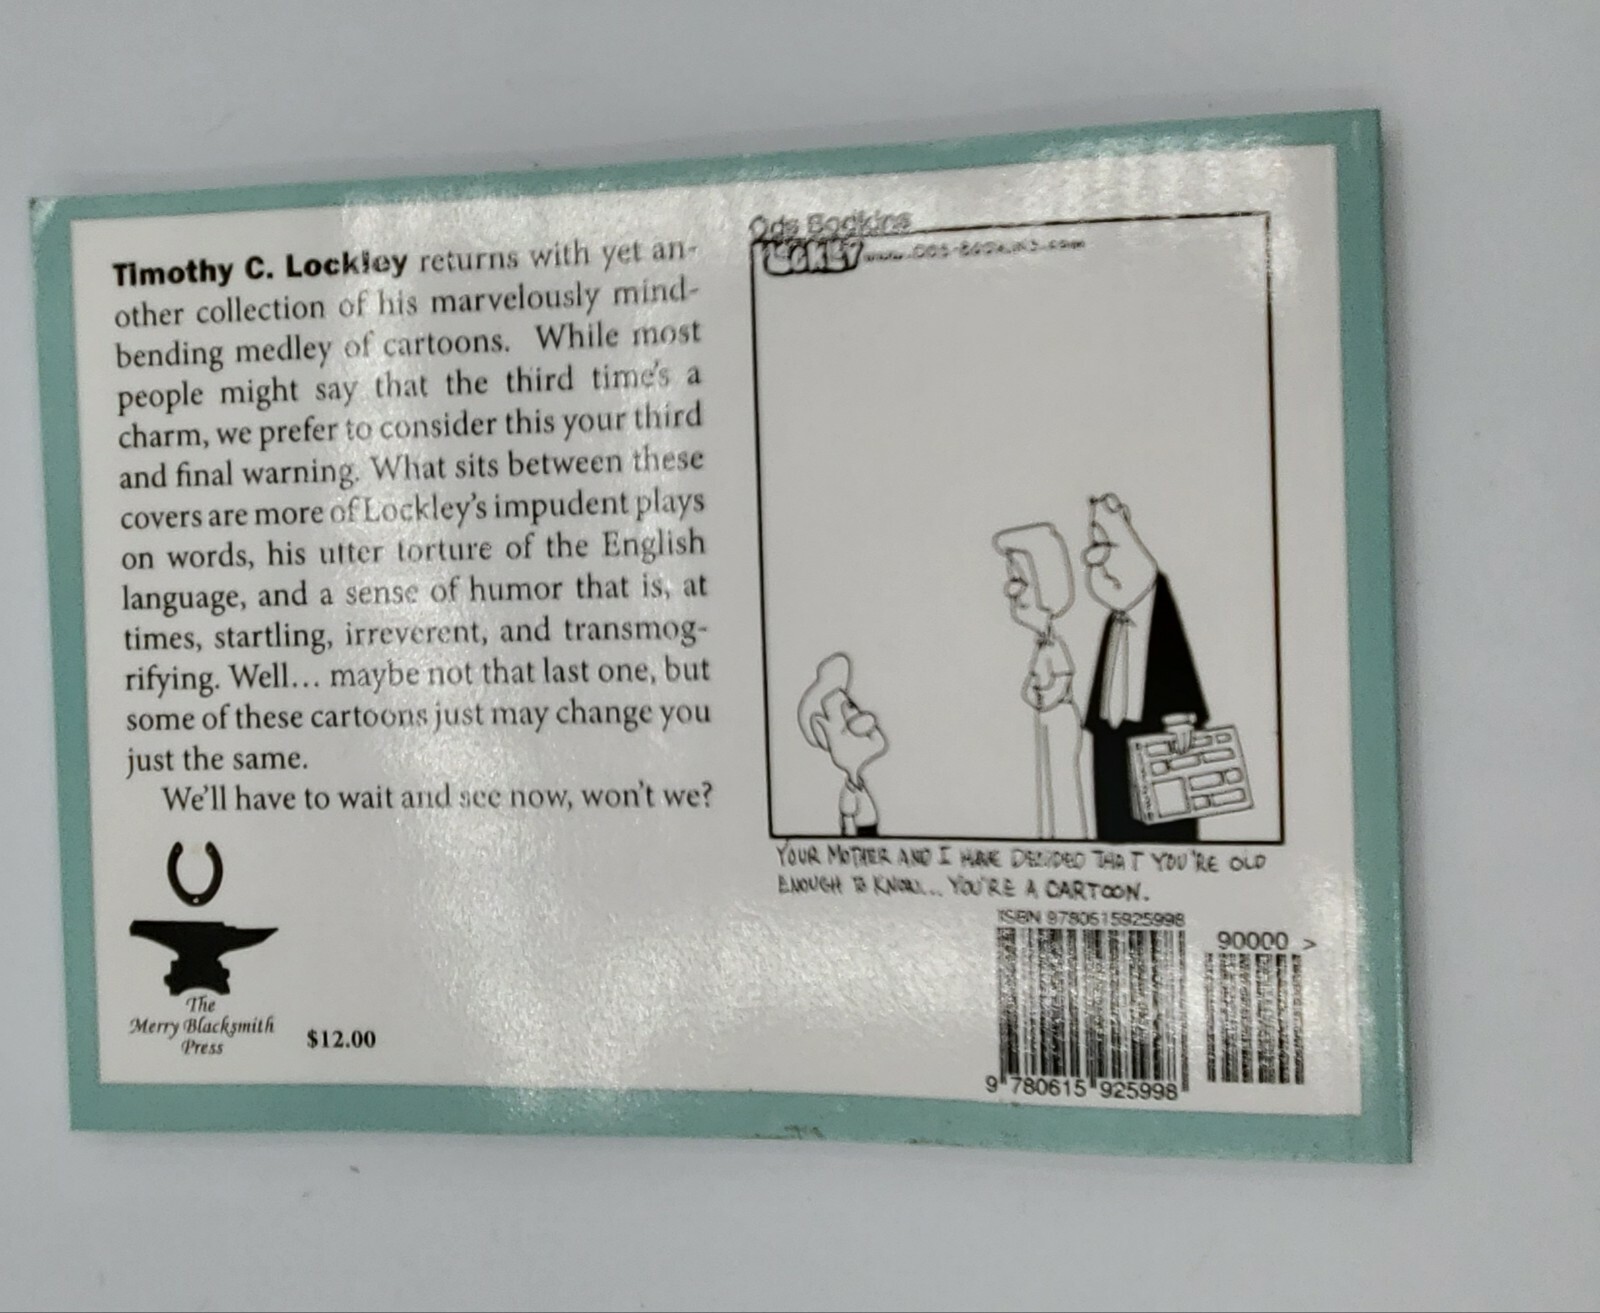 Timothy C. Lockley returns with yet an-
other collection of his marvelously mind-
bending medley of cartoons. While most
people might say that the third time's a
charm, we prefer to consider this your third
and final warning. What sits between these
covers are more of Lockley's impudent plays
on words, his utter torture of the English
language, and a sense of humor that is, at
times, startling, irreverent, and transmog-
rifying. Well... maybe not that last one, but
some of these cartoons just may change you
just the same.
We'll have to wait and see now, won't we?
The
Merry Blacksmith
Press
$12.00
Ods Bodkins
LOCKLEY www.ods-bodkins.com
YOUR MOTHER AND I HAVE DECIDED THAT YOU'RE OLD
ENOUGH TO KNOW... YOU'RE A CARTOON.
ISBN 9780615925998
90000 >
9 780615 925998